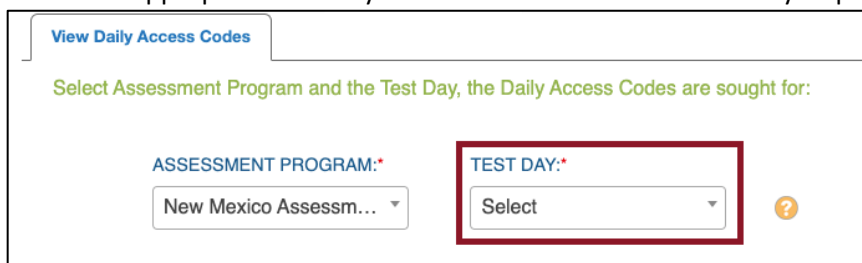 View Daily Access Codes
Select Assessment Program and the Test Day, the Daily Access Codes are sought for:
ASSESSMENT PROGRAM:* TEST DAY:*
New Mexico Assessm... Select ?